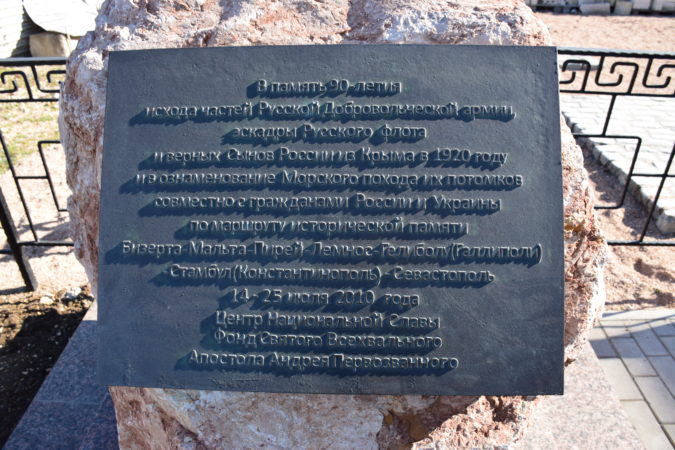 В память 90-летия
исхода частей Русской Добровольческой армии,
эскадры Русского флота
и верных Сынов России из Крыма в 1920 году
и в ознаменование Морского похода их потомков
совместно с гражданами России и Украины
по маршруту исторической памяти
Бизерта-Мальта-Пирей-Лемнос-Гелиболу(Галлиполи)
Стамбул(Константинополь)-Севастополь
14-25 июля 2010 года
Центр Национальной Славы
Фонд Святого Всехвального
Апостола Андрея Первозванного